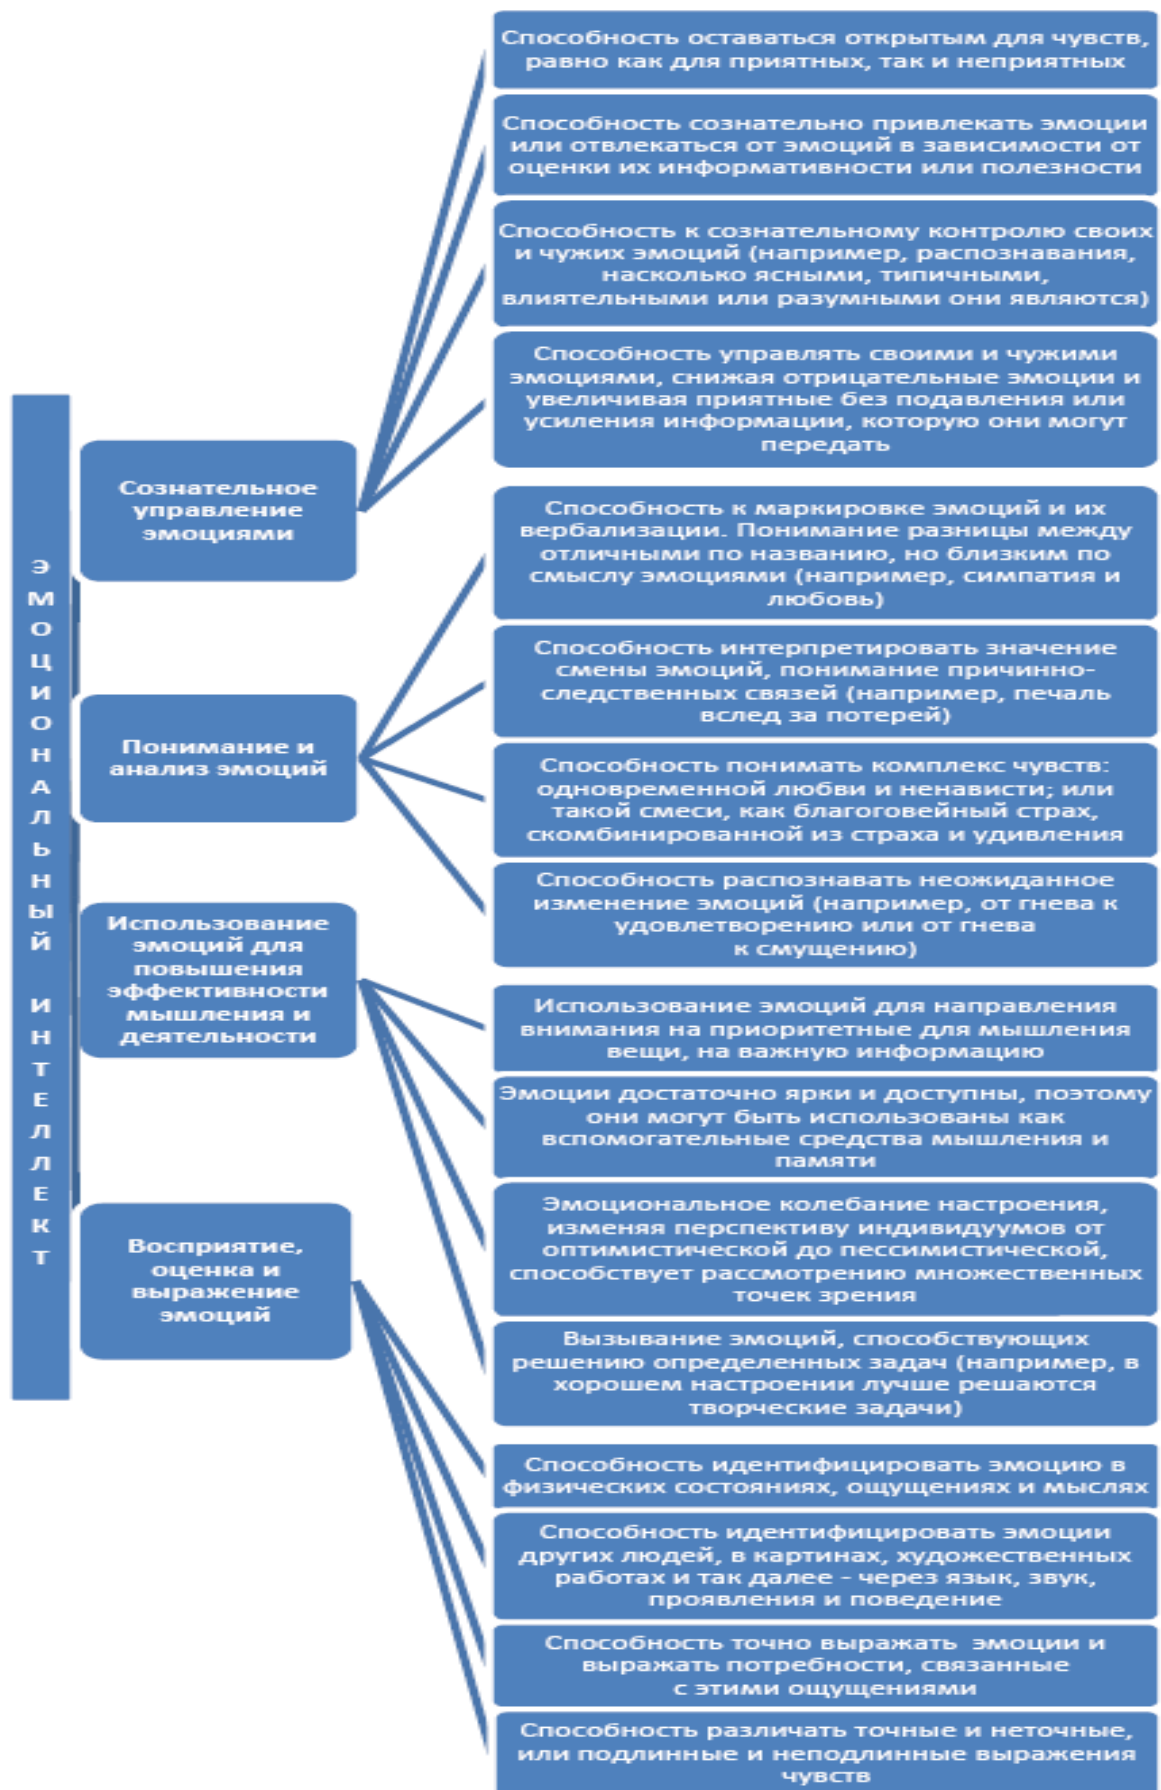 ЭМОЦИОНАЛЬНЫЙ ИНТЕЛЛЕКТ
Сознательное
управление
эмоциями
Способность оставаться открытым для чувств,
равно как для приятных, так и неприятных
Способность сознательно привлекать эмоции
или отвлекаться от эмоций в зависимости от
оценки их информативности или полезности
Способность к сознательному контролю своих
и чужих эмоций (например, распознавания,
насколько ясными, типичными,
влиятельными или разумными они являются)
Способность управлять своими и чужими
эмоциями, снижая отрицательные эмоции и
увеличивая приятные без подавления или
усиления информации, которую они могут
передать
Понимание и
анализ эмоций
Способность к маркировке эмоций и их
вербализации. Понимание разницы между
отличными по названию, но близким по
смыслу эмоциями (например, симпатия и
любовь)
Способность интерпретировать значение
смены эмоций, понимание причинно-
следственных связей (например, печаль
вслед за потерей)
Способность понимать комплекс чувств:
одновременной любви и ненависти; или
такой смеси, как благоговейный страх,
скомбинированной из страха и удивления
Способность распознавать неожиданное
изменение эмоций (например, от гнева к
удовлетворению или от гнева
к смущению)
Использование
эмоций для
повышения
эффективности
мышления и
деятельности
Использование эмоций для направления
внимания на приоритетные для мышления
вещи, на важную информацию
Эмоции достаточно ярки и доступны, поэтому
они могут быть использованы как
вспомогательные средства мышления и
памяти
Эмоциональное колебание настроения,
изменяя перспективу индивидуумов от
оптимистической до пессимистической,
способствует рассмотрению множественных
точек зрения
Вызывание эмоций, способствующих
решению определенных задач (например, в
хорошем настроении лучше решаются
творческие задачи)
Восприятие,
оценка и
выражение
эмоций
Способность идентифицировать эмоцию в
физических состояниях, ощущениях и мыслях
Способность идентифицировать эмоции
других людей, в картинах, художественных
работах и так далее - через язык, звук,
проявления и поведение
Способность точно выражать эмоции и
выражать потребности, связанные
с этими ощущениями
Способность различать точные и неточные,
или подлинные и неподлинные выражения
чувств